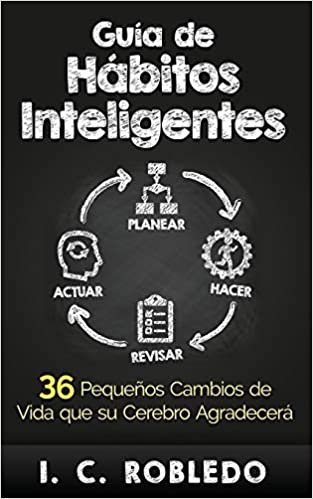 Guía de
Hábitos
Inteligentes
PLANEAR
ACTUAR
HACER
REVISAR
36 Pequeños Cambios de
Vida que su Cerebro Agradecerá
I. C. ROBLEDO